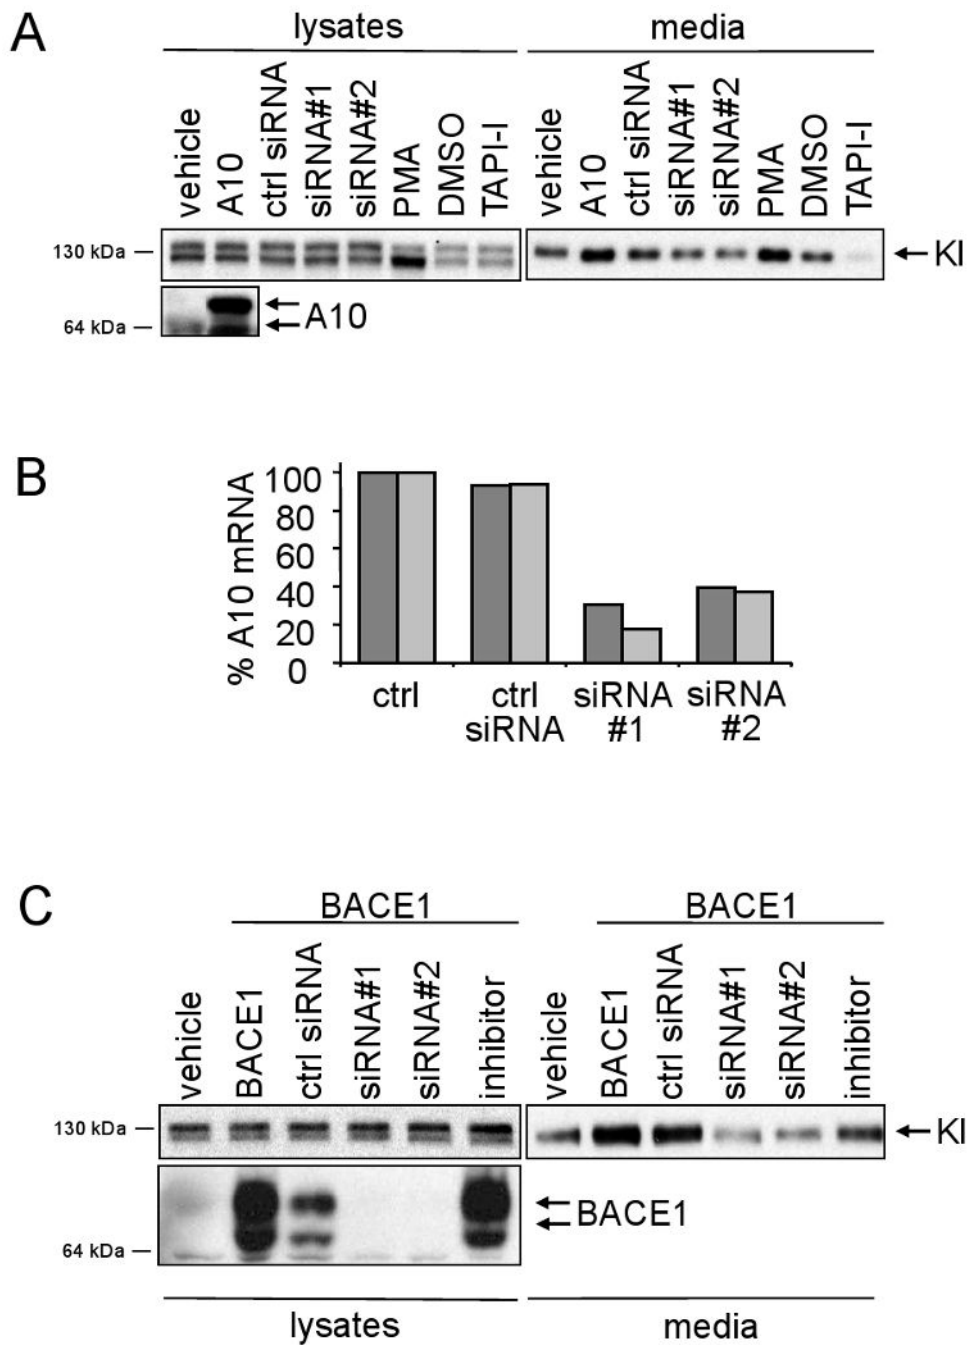 A
lysates
media
vehicle
A10
ctrl siRNA
siRNA#1
siRNA#2
PMA
DMSO
TAPI-I
vehicle
A10
ctrl siRNA
siRNA#1
siRNA#2
PMA
DMSO
TAPI-I
130 kDa
KI
A10
64 kDa
B
% A10 mRNA
100
80
60
40
20
0
ctrl
ctrl
siRNA
siRNA
#1
siRNA
#2
C
BACE1
BACE1
vehicle
BACE1
ctrl siRNA
siRNA#1
siRNA#2
inhibitor
vehicle
BACE1
ctrl siRNA
siRNA#1
siRNA#2
inhibitor
130 kDa
KI
BACE1
64 kDa
lysates
media